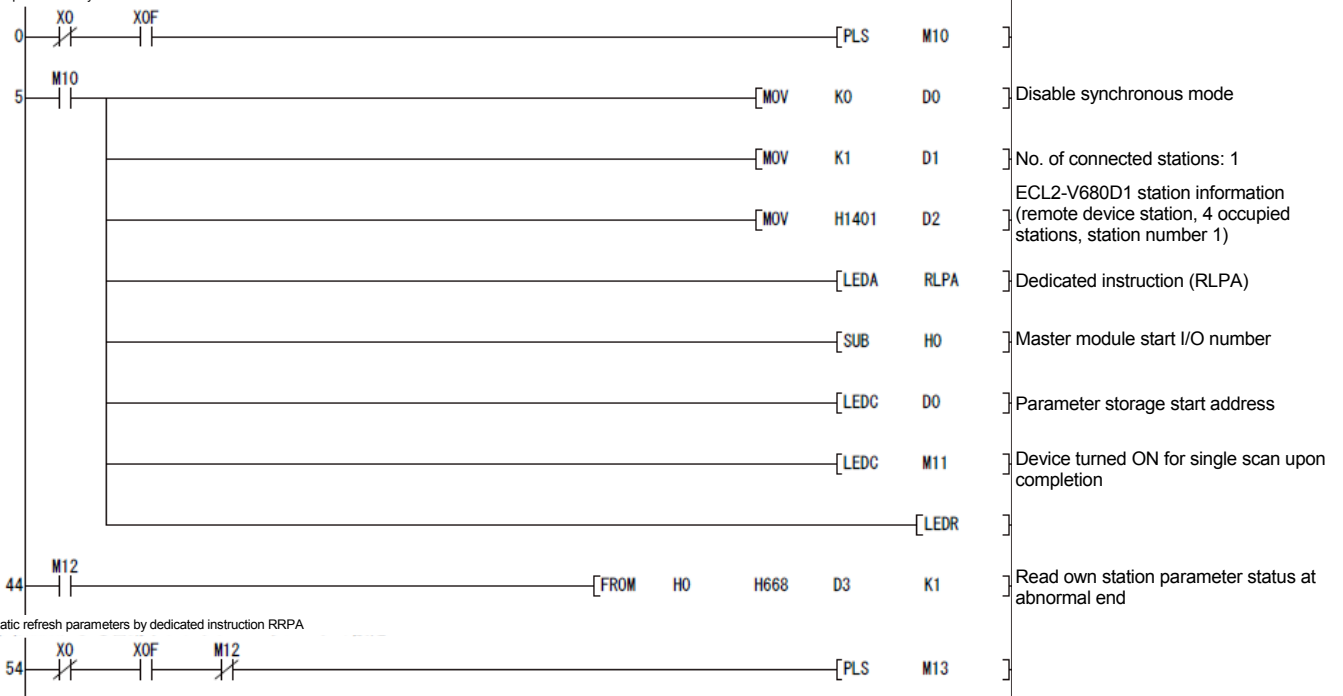 X0 X0F
0 [PLS M10 ]
M10
5 [MOV K0 D0 ] Disable synchronous mode
[MOV K1 D1 ] No. of connected stations: 1
ECL2-V680D1 station information
[MOV H1401 D2 ] (remote device station, 4 occupied
stations, station number 1)
[LEDA RLPA ] Dedicated instruction (RLPA)
[SUB H0 ] Master module start I/O number
[LEDC D0 ] Parameter storage start address
[LEDC M11 ] Device turned ON for single scan upon
completion
[LEDR ]
M12
44 [FROM H0 H668 D3 K1 ] Read own station parameter status at
abnormal end
atic refresh parameters by dedicated instruction RRPA
X0 X0F M12
54 [PLS M13 ]